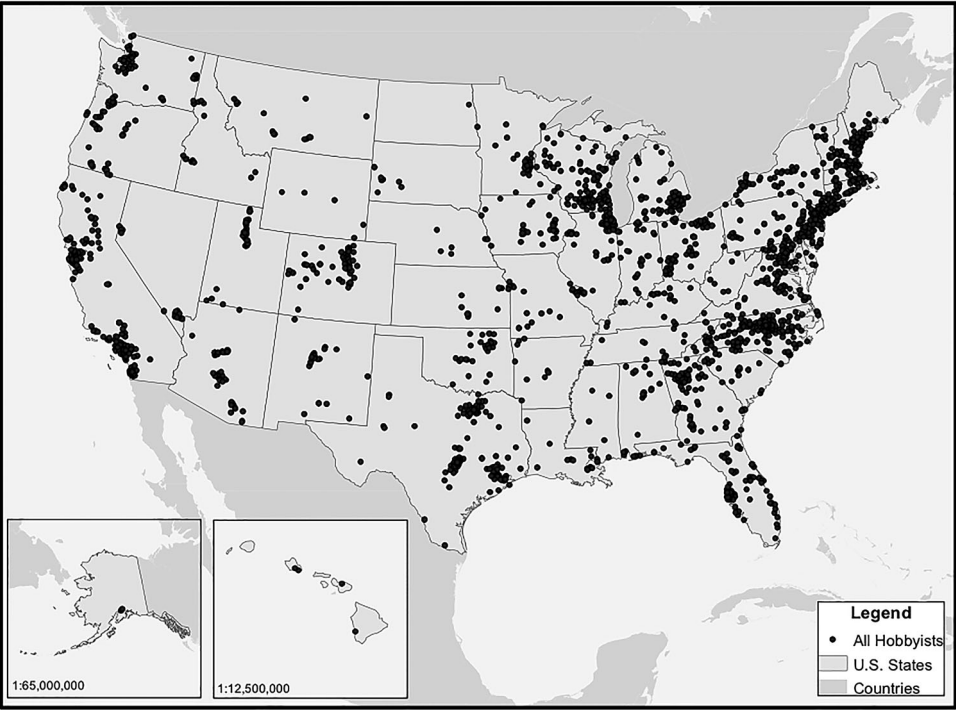 1:65,000,000
1:12,500,000
Legend
All Hobbyists
U.S. States
Countries